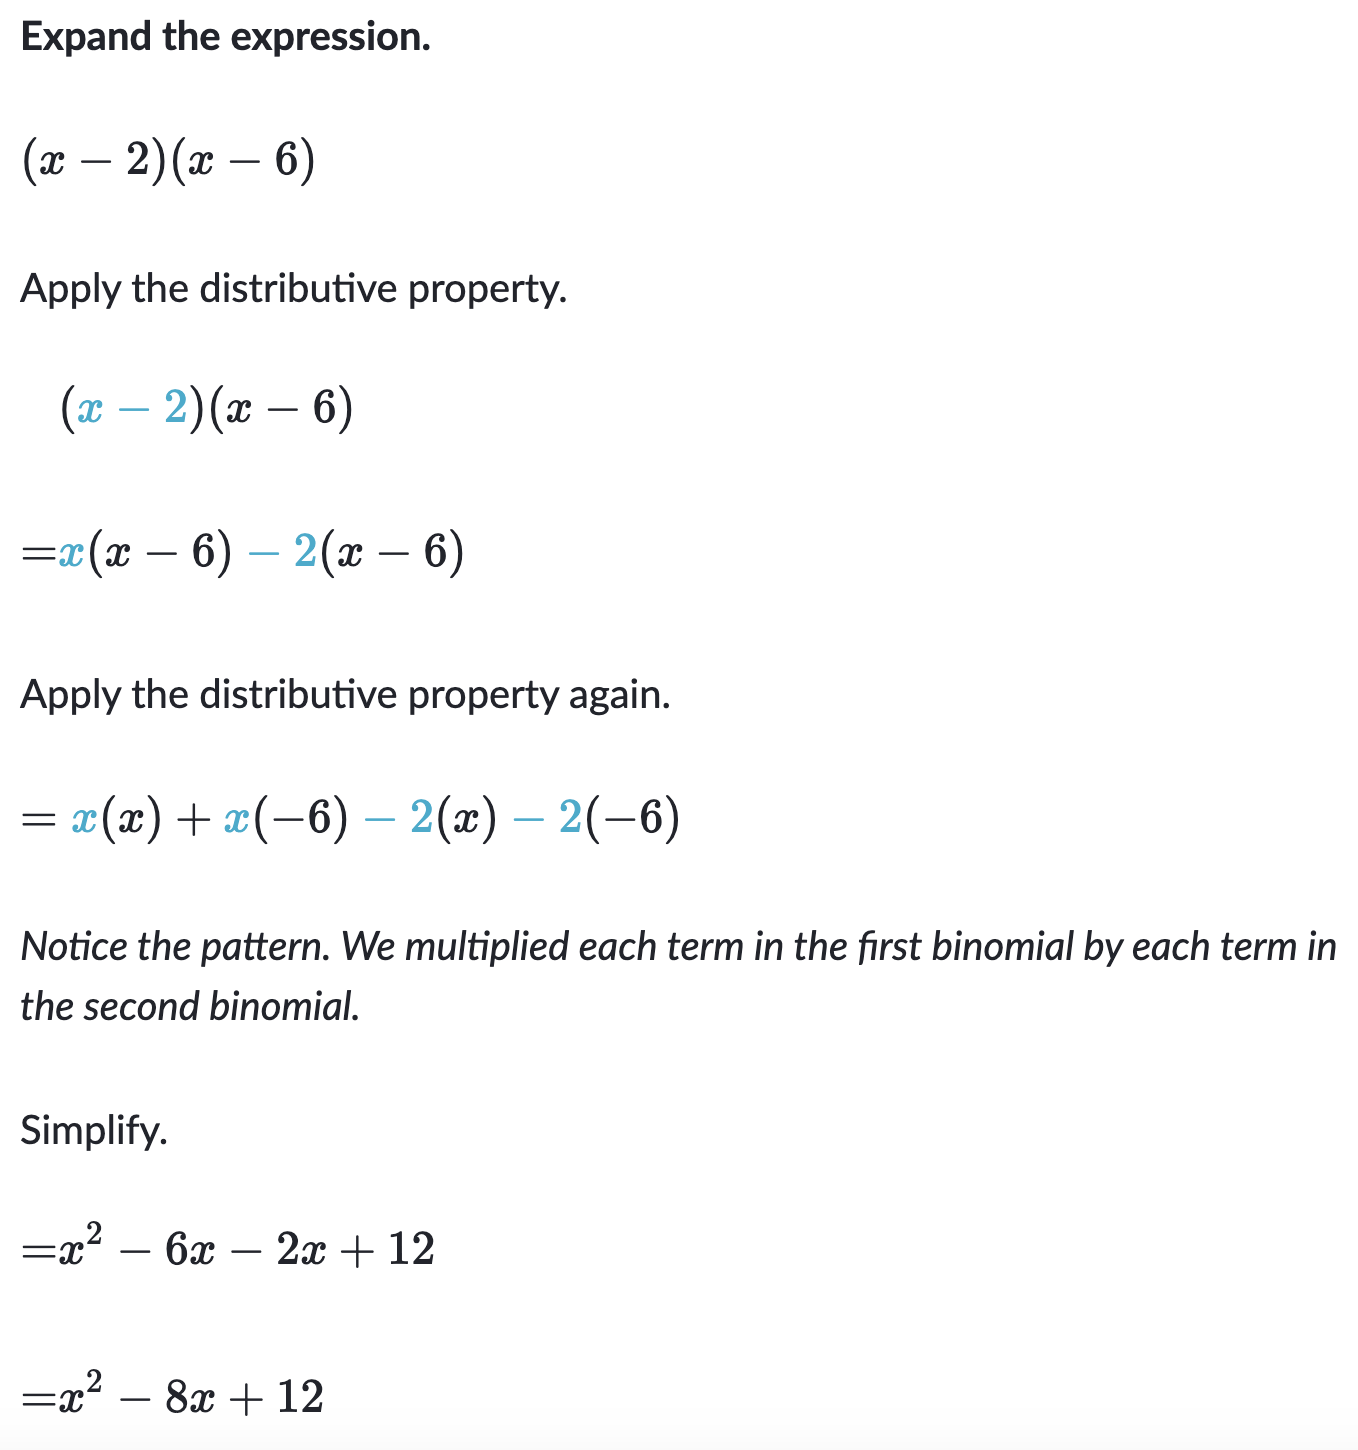 Expand the expression.
(x − 2)(x − 6)
Apply the distributive property.
(x − 2)(x − 6)
=x(x − 6) − 2(x − 6)
Apply the distributive property again.
= x(x) + x(−6) − 2(x) − 2(−6)
Notice the pattern. We multiplied each term in the first binomial by each term in
the second binomial.
Simplify.
=x² − 6x − 2x + 12
=x² − 8x + 12